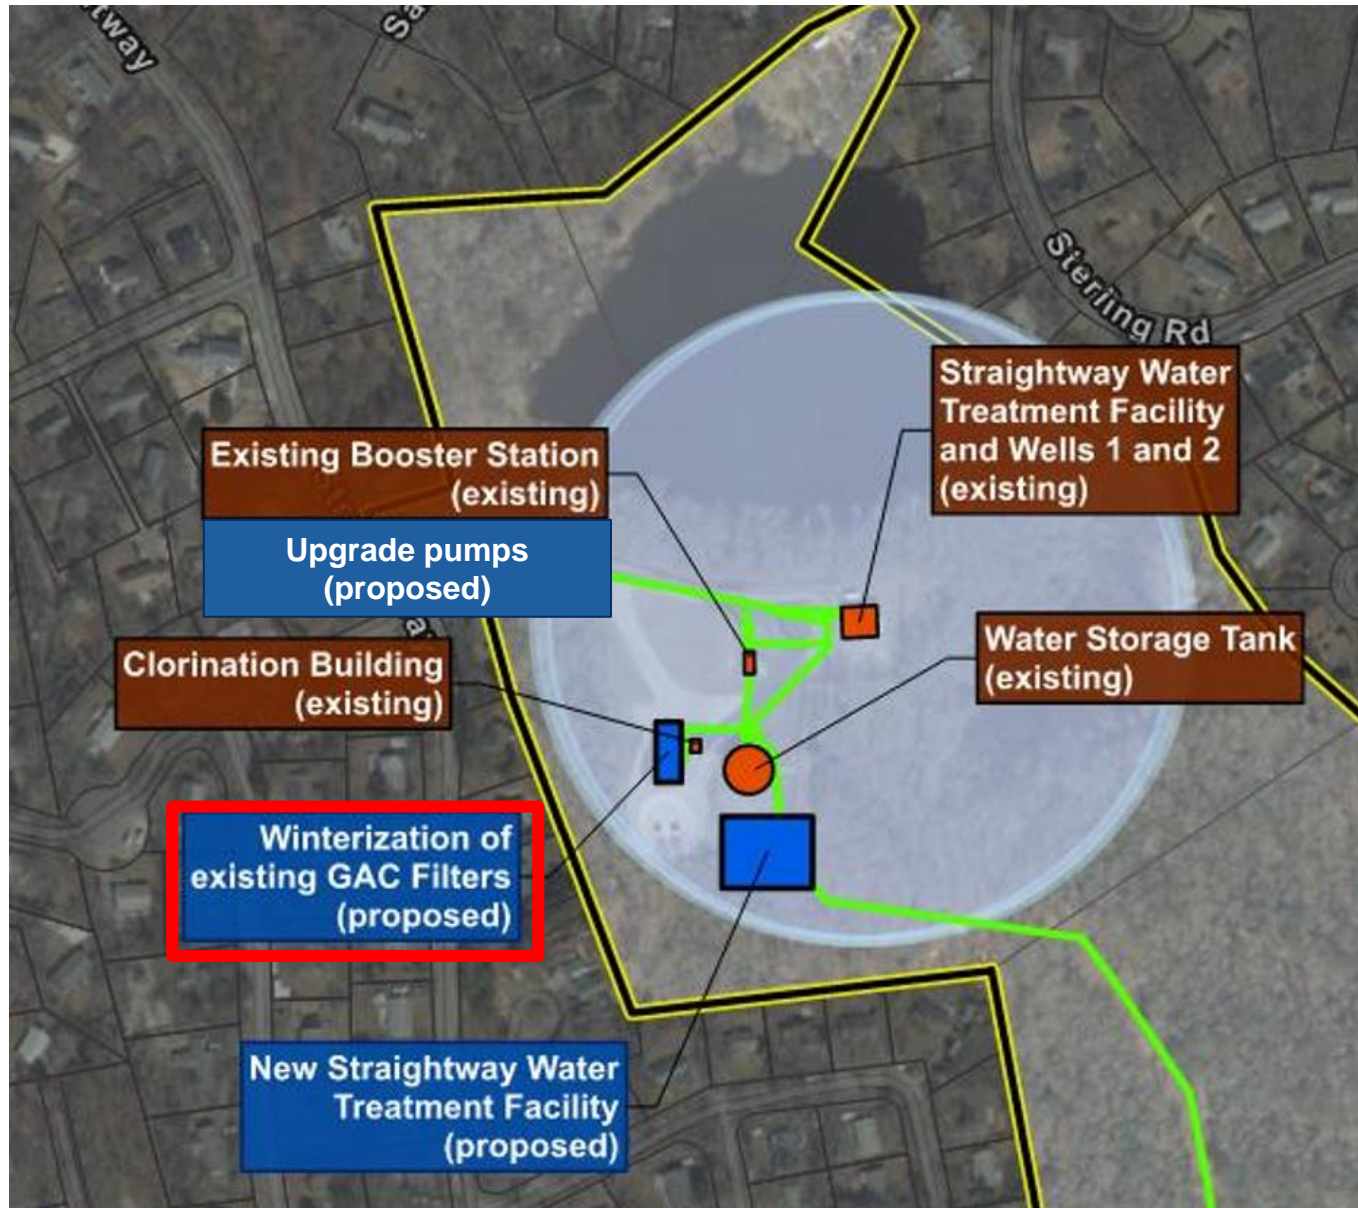 Sterling Rd
Straightway Water
Treatment Facility
and Wells 1 and 2
(existing)
Existing Booster Station
(existing)
Upgrade pumps
(proposed)
Water Storage Tank
(existing)
Clorination Building
(existing)
Winterization of
existing GAC Filters
(proposed)
New Straightway Water
Treatment Facility
(proposed)